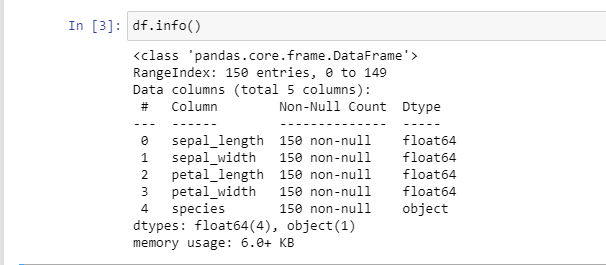 In [3]: df.info()
<class 'pandas.core.frame.DataFrame'>
RangeIndex: 150 entries, 0 to 149
Data columns (total 5 columns):
 #   Column        Non-Null Count  Dtype
---  ------        --------------  -----
 0   sepal_length  150 non-null    float64
 1   sepal_width   150 non-null    float64
 2   petal_length  150 non-null    float64
 3   petal_width   150 non-null    float64
 4   species       150 non-null    object
dtypes: float64(4), object(1)
memory usage: 6.0+ KB